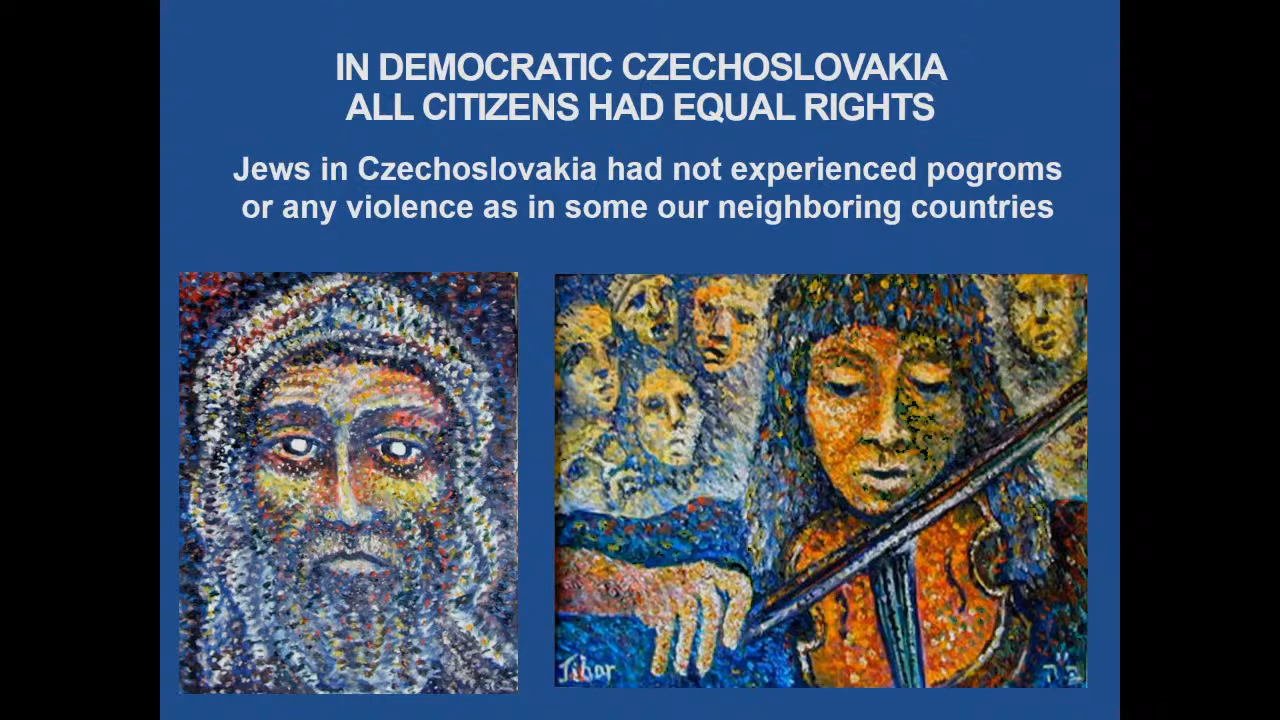 IN DEMOCRATIC CZECHOSLOVAKIA
ALL CITIZENS HAD EQUAL RIGHTS
Jews in Czechoslovakia had not experienced pogroms
or any violence as in some our neighboring countries
Tibor
ב״ה